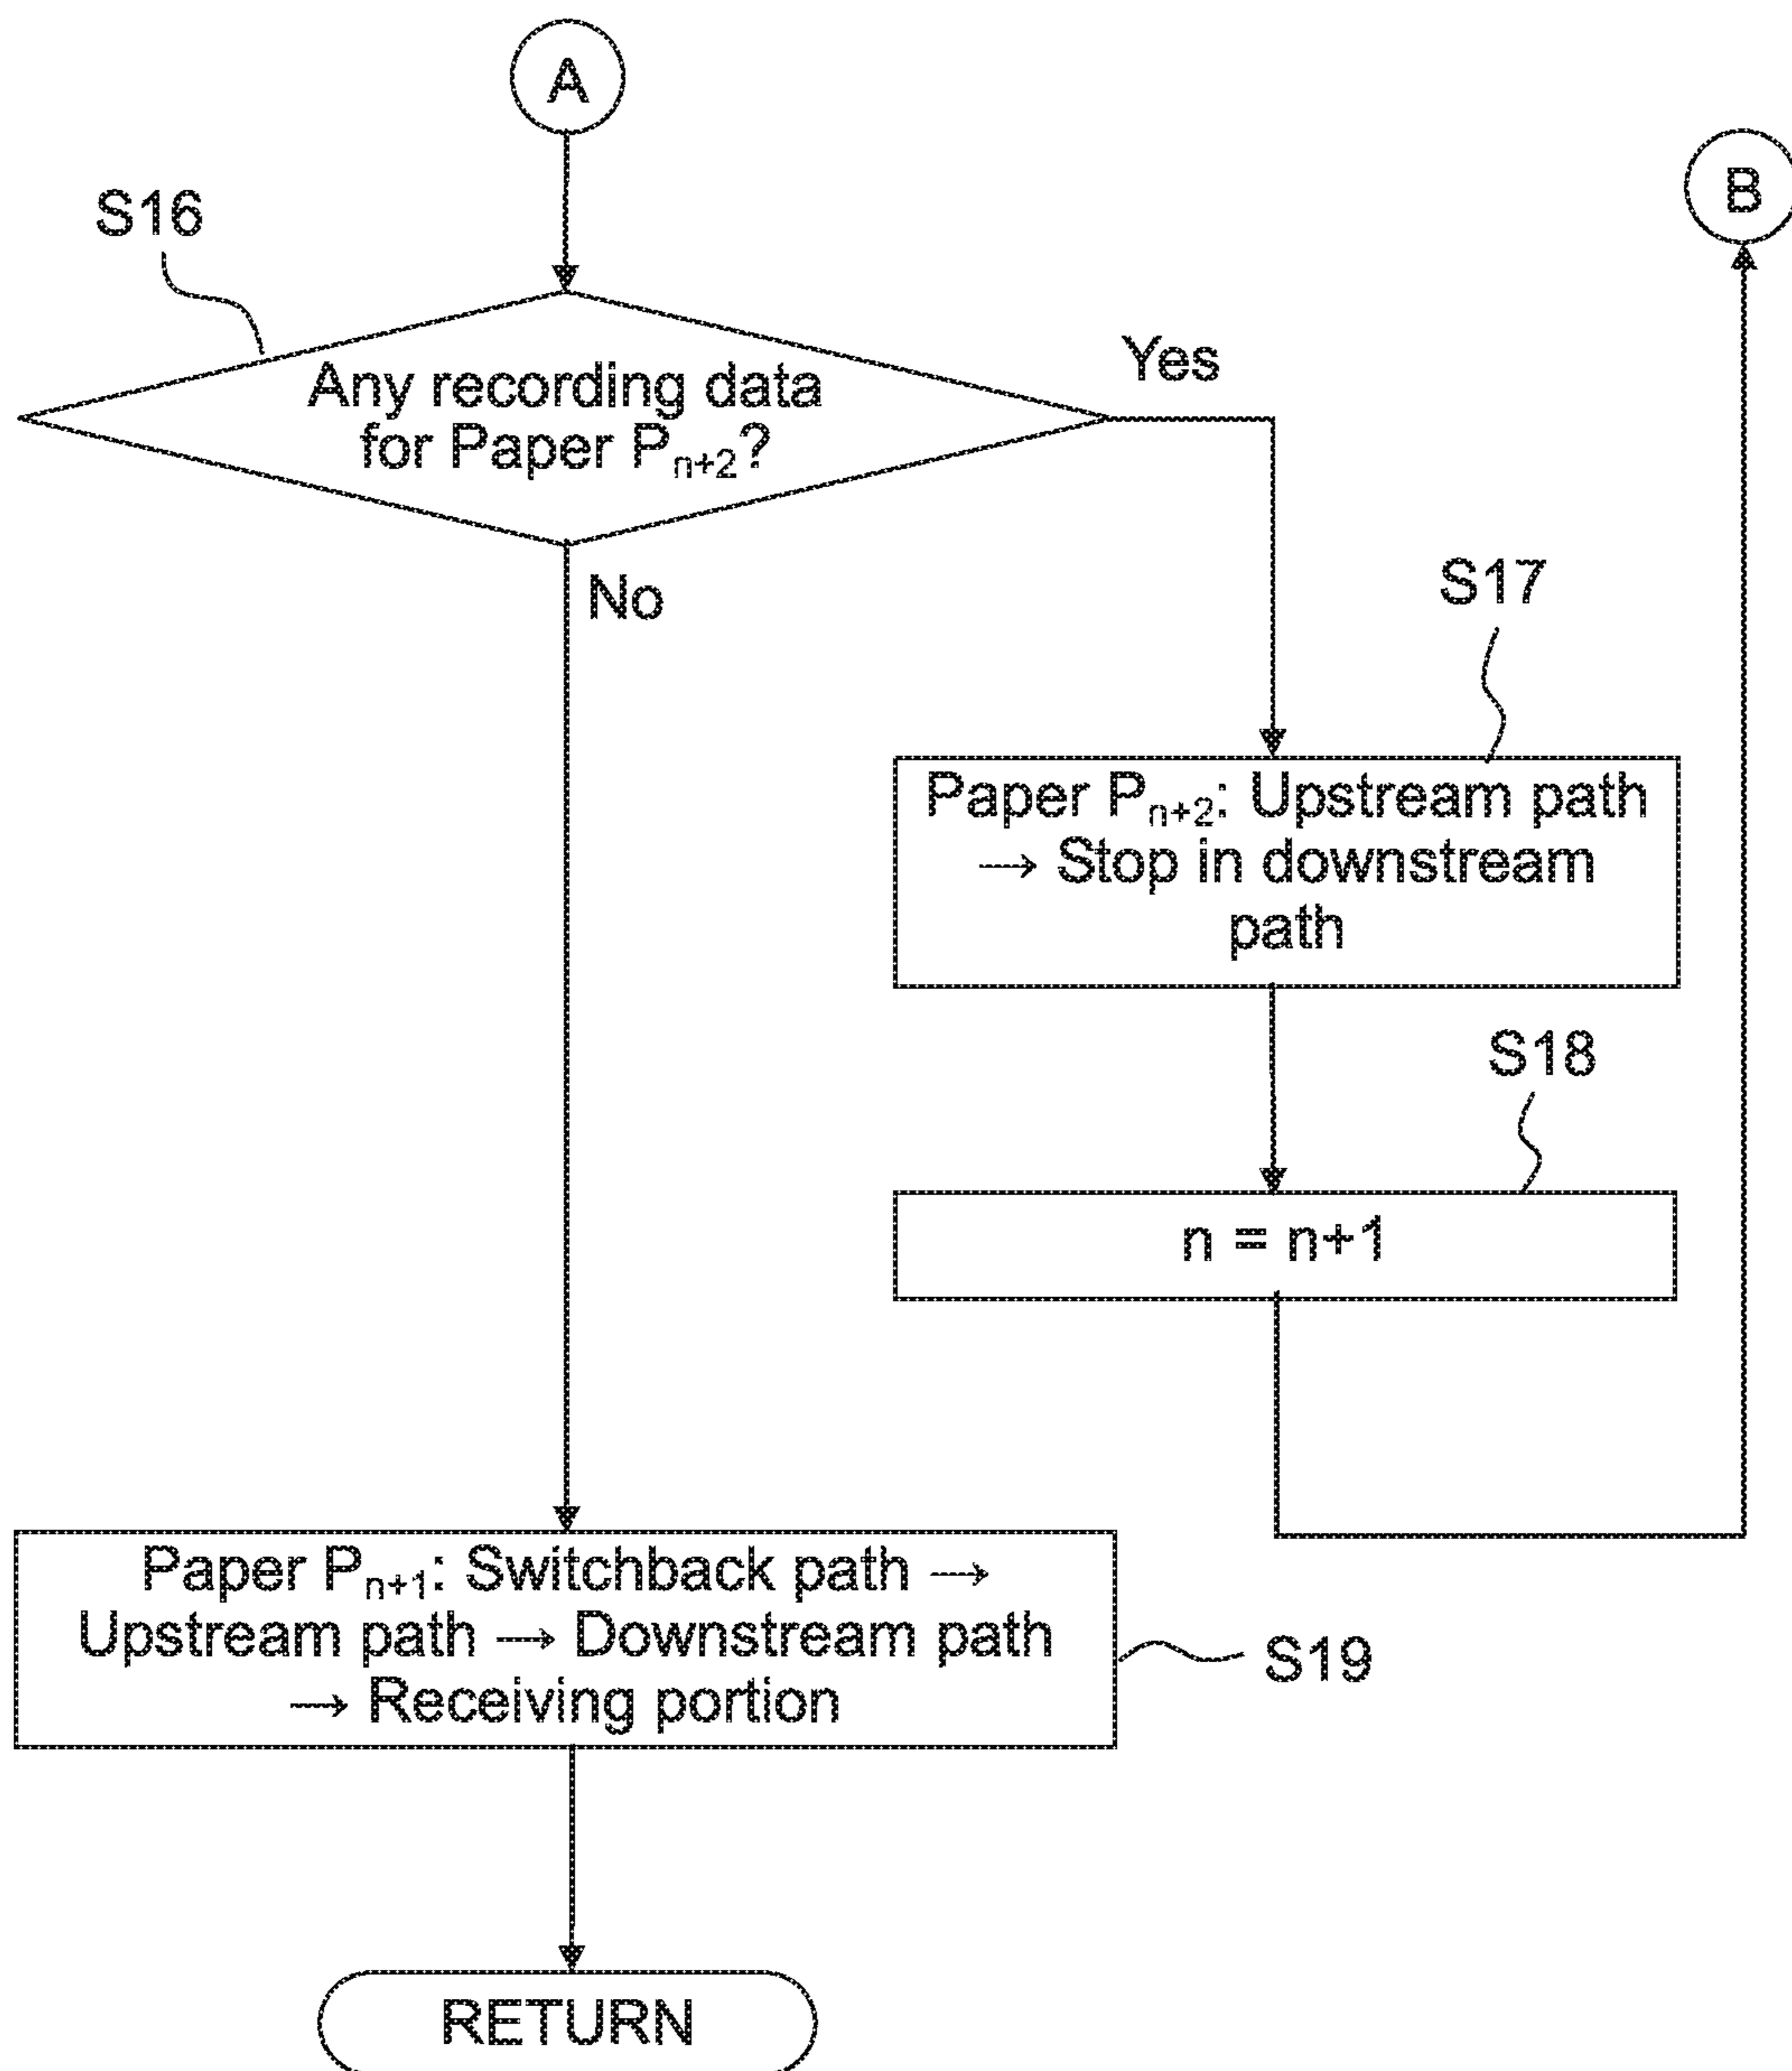 A
B
S16
Any recording data
for Paper Pn+2?
Yes
No
S17
Paper Pn+2: Upstream path
→ Stop in downstream
path
S18
n = n+1
Paper Pn+1: Switchback path →
Upstream path → Downstream path
→ Receiving portion
S19
RETURN